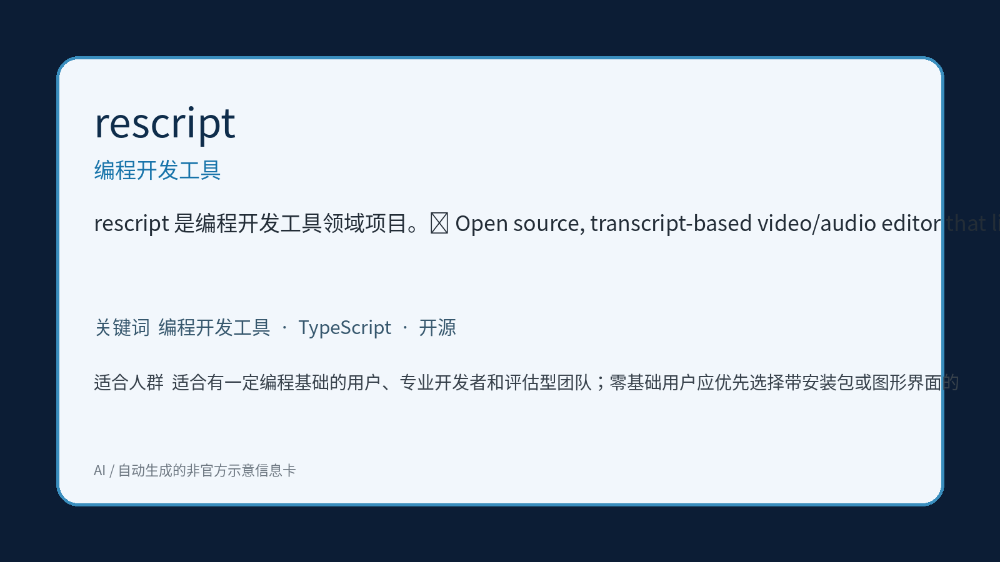 rescript
编程开发工具
rescript 是编程开发工具领域项目。 Open source, transcript-based video/audio editor that
关键词 编程开发工具 · TypeScript · 开源
适合人群 适合有一定编程基础的用户、专业开发者和评估型团队；零基础用户应优先选择带安装包或图形界面的
AI / 自动生成的非官方示意信息卡